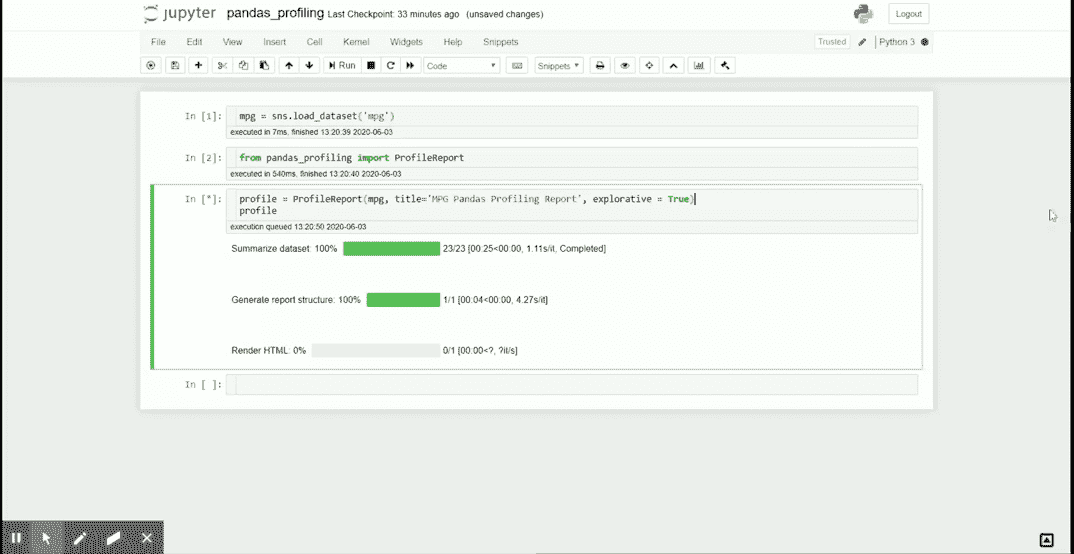 jupyter pandas_profiling Last Checkpoint: 33 minutes ago (unsaved changes) Logout
File Edit View Insert Cell Kernel Widgets Help Snippets Trusted Python 3
Run Code Snippets
In [1]: mpg = sns.load_dataset('mpg')
executed in 7ms, finished 13:20:39 2020-06-03
In [2]: from pandas_profiling import ProfileReport
executed in 540ms, finished 13:20:40 2020-06-03
In [*]: profile = ProfileReport(mpg, title='MPG Pandas Profiling Report', explorative = True)
profile
execution queued 13:20:50 2020-06-03
Summarize dataset: 100% 23/23 [00:25<00:00, 1.11s/it, Completed]
Generate report structure: 100% 1/1 [00:04<00:00, 4.27s/it]
Render HTML: 0% 0/1 [00:00<?, ?it/s]
In [ ]: